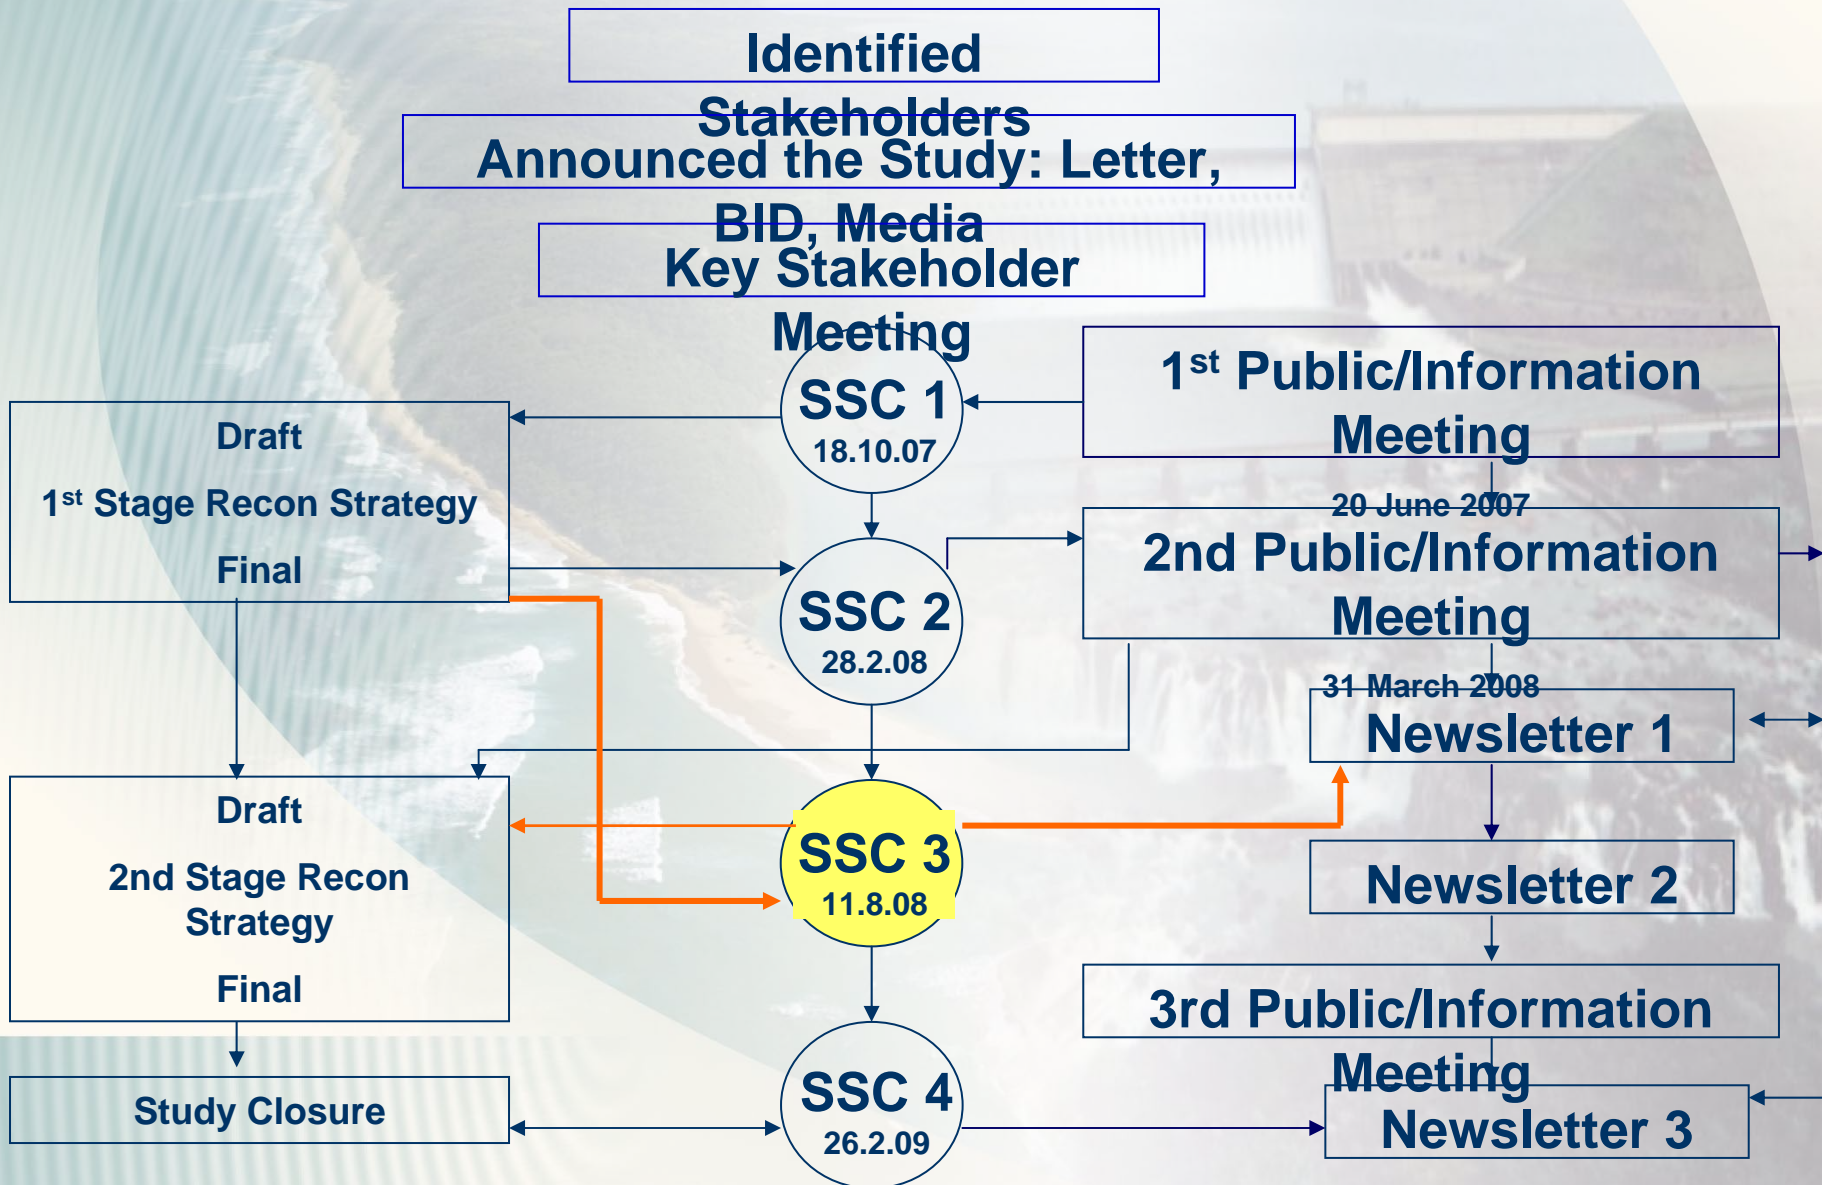 Identified
Stakeholders
Announced the Study: Letter,
BID, Media
Key Stakeholder
Meeting
SSC 1
18.10.07
1st Public/Information
Meeting
20 June 2007
Draft
1st Stage Recon Strategy
Final
SSC 2
28.2.08
2nd Public/Information
Meeting
31 March 2008
Newsletter 1
Draft
2nd Stage Recon
Strategy
Final
SSC 3
11.8.08
Newsletter 2
3rd Public/Information
Meeting
Study Closure
SSC 4
26.2.09
Newsletter 3